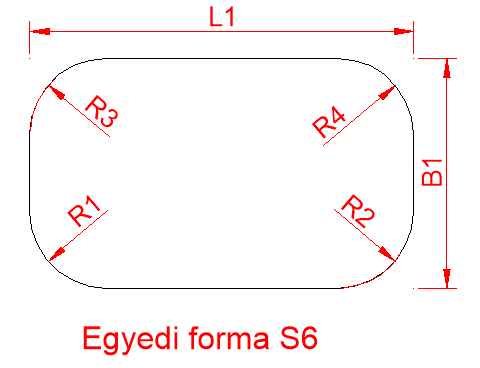 L1
R3
R4
B1
R1
R2
Egyedi forma S6